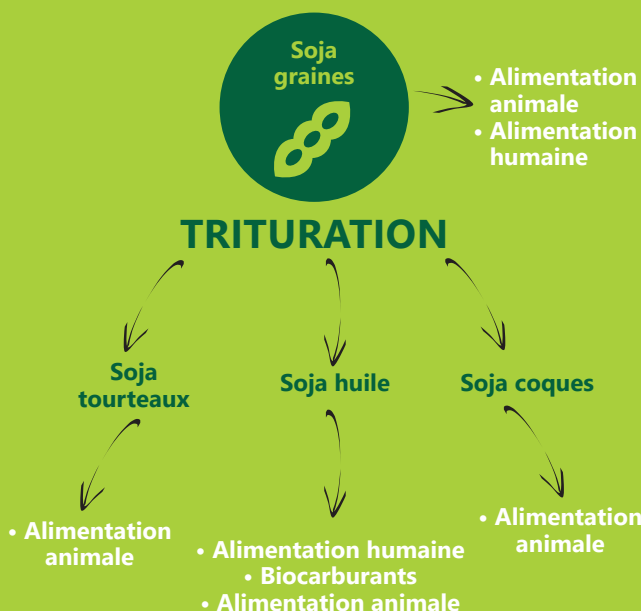 Soja
graines
• Alimentation
animale
• Alimentation
humaine
TRITURATION
Soja
tourteaux
Soja huile
Soja coques
• Alimentation
animale
• Alimentation humaine
• Biocarburants
• Alimentation animale
• Alimentation
animale